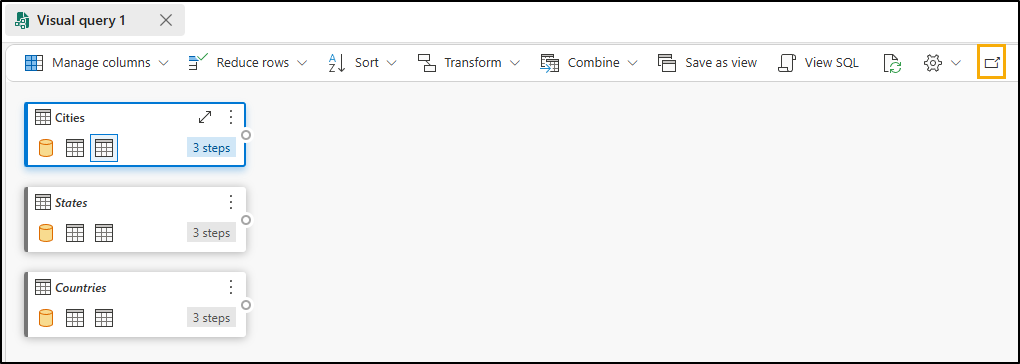 Visual query 1
Manage columns Reduce rows Sort Transform Combine Save as view View SQL
Cities
3 steps
States
3 steps
Countries
3 steps